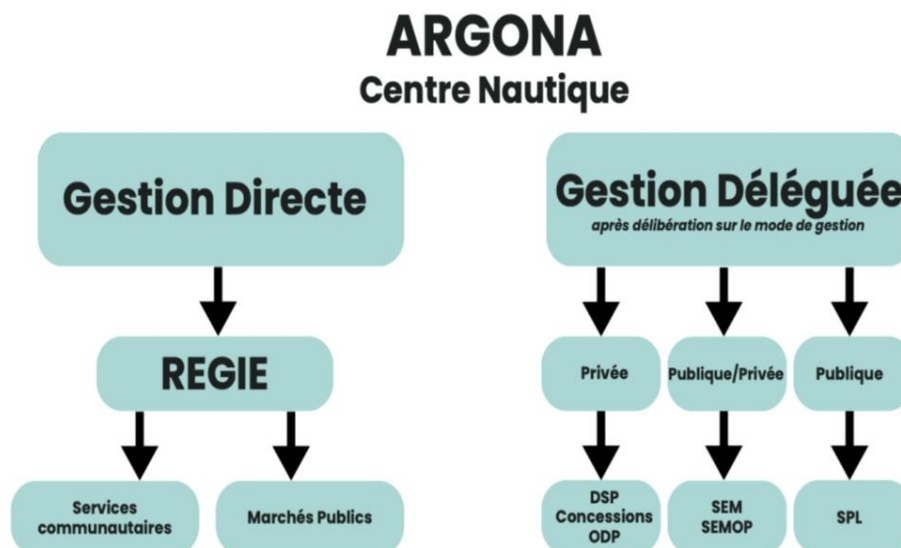 ARGONA
Centre Nautique
Gestion Directe
Gestion Déléguée
après délibération sur le mode de gestion
REGIE
Privée
Publique/Privée
Publique
Services
communautaires
Marchés Publics
DSP
Concessions
ODP
SEM
SEMOP
SPL